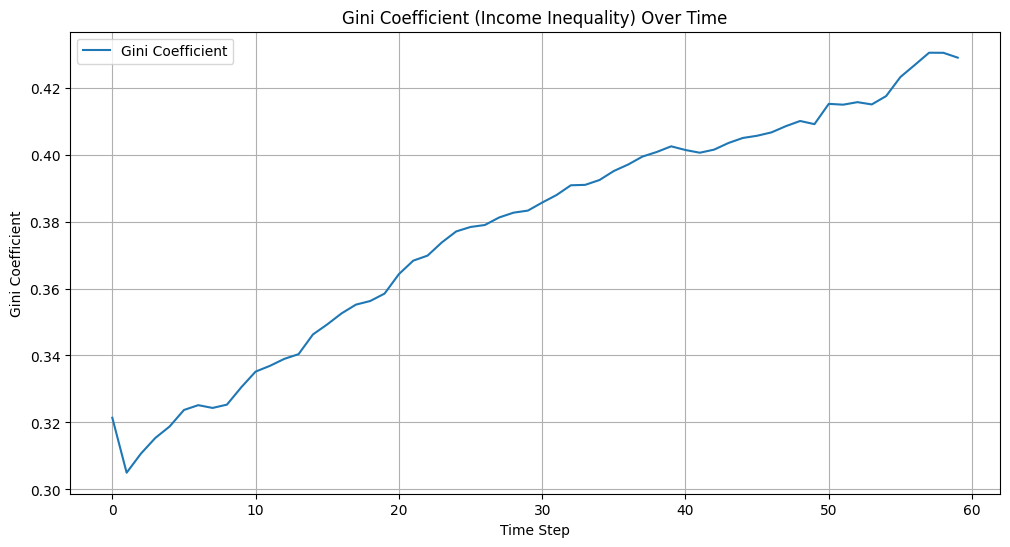 Gini Coefficient (Income Inequality) Over Time
Gini Coefficient
0.42
0.40
0.38
0.36
0.34
0.32
0.30
Gini Coefficient
0 10 20 30 40 50 60
Time Step